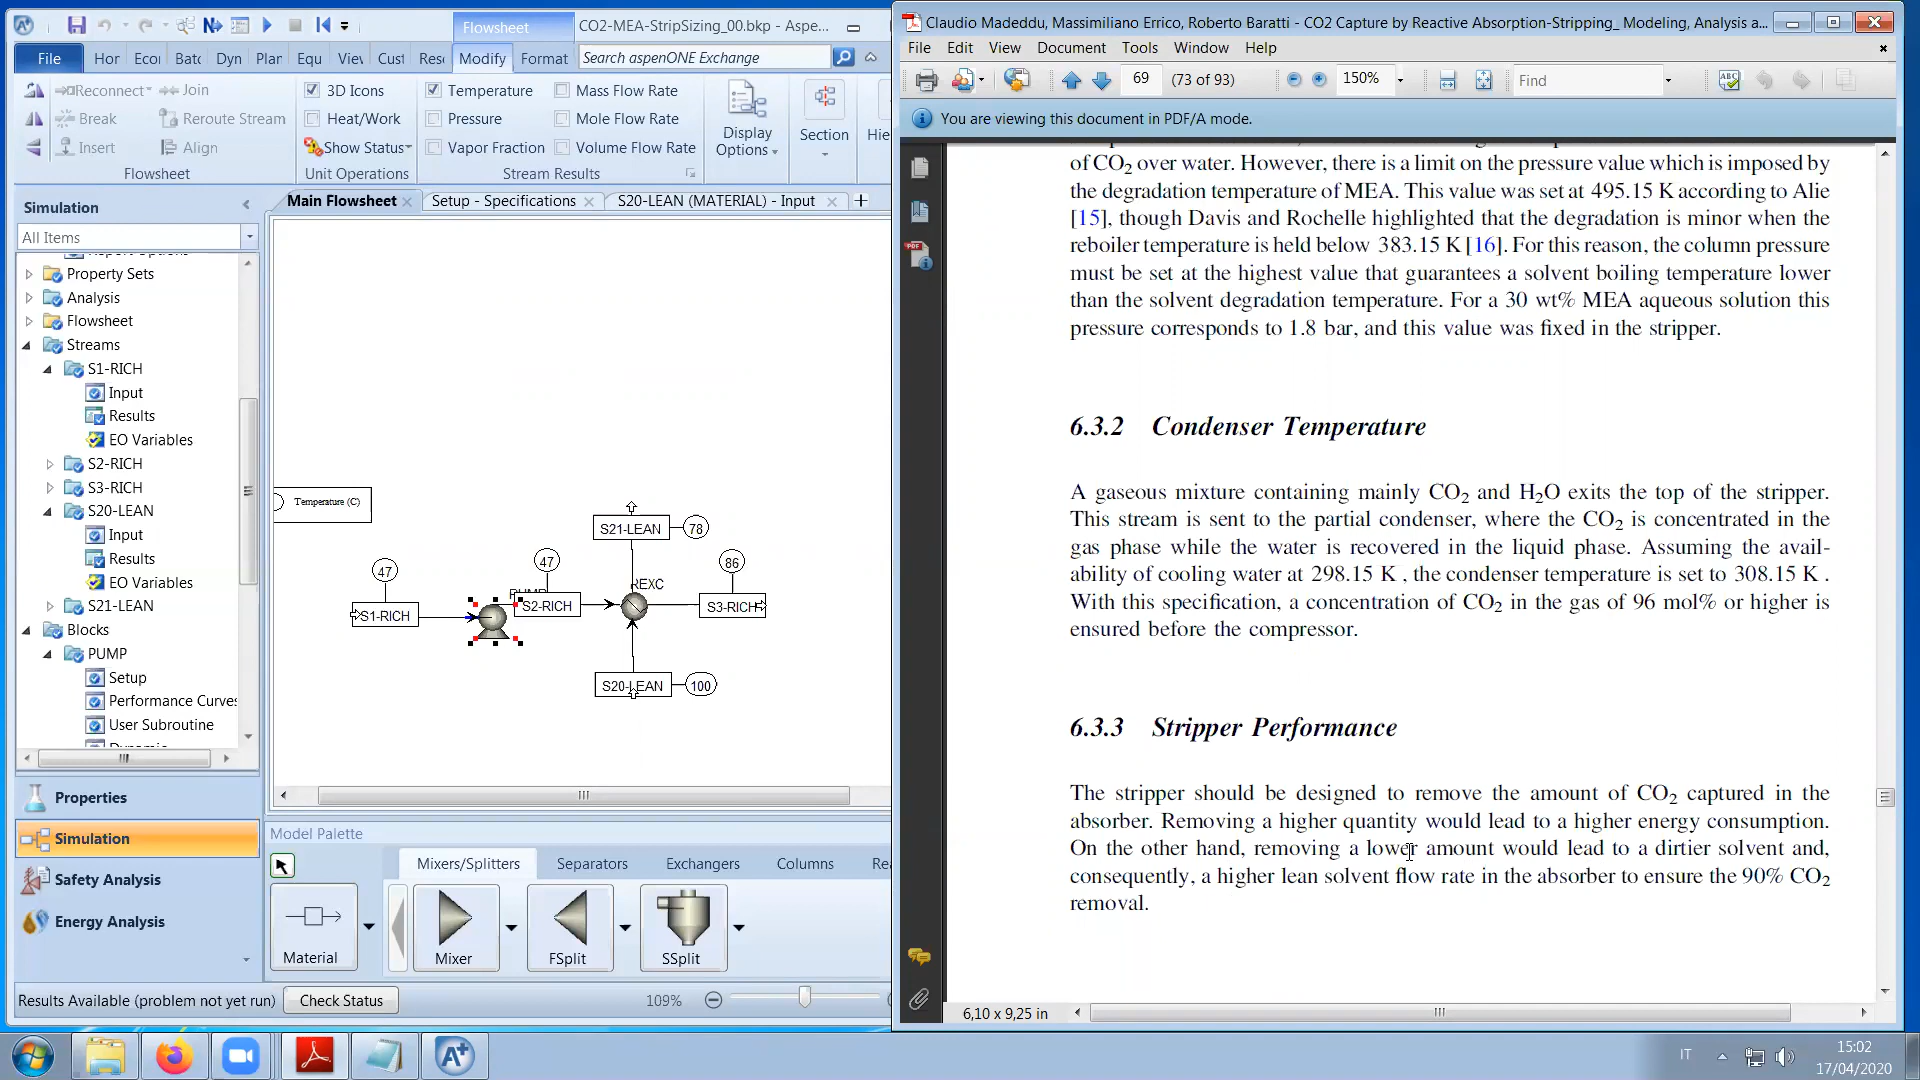 CO2-MEA-StripSizing_00.bkp - Aspe...
Flowsheet
File Hor Ecol Batc Dyn Plar Equ Viev Cust Resc Modify Format Search aspenONE Exchange
Reconnect Join
Break Reroute Stream
Insert Align
Flowsheet
3D Icons
Heat/Work
Show Status
Unit Operations
Temperature Mass Flow Rate
Pressure Mole Flow Rate
Vapor Fraction Volume Flow Rate
Stream Results
Display
Options
Section
Hie
Simulation
All Items
Property Sets
Analysis
Flowsheet
Streams
S1-RICH
Input
Results
EO Variables
S2-RICH
S3-RICH
S20-LEAN
Input
Results
EO Variables
S21-LEAN
Blocks
PUMP
Setup
Performance Curves
User Subroutine
Dynamic
Properties
Simulation
Safety Analysis
Energy Analysis
Main Flowsheet Setup - Specifications S20-LEAN (MATERIAL) - Input
Temperature (C)
S21-LEAN 78
47
47
86
REXC
PUMP
S1-RICH
S2-RICH
S3-RICH
S20-LEAN 100
Model Palette
Mixers/Splitters Separators Exchangers Columns Rea
Material Mixer FSplit SSplit
Results Available (problem not yet run) Check Status 109%
Claudio Madeddu, Massimiliano Errico, Roberto Baratti - CO2 Capture by Reactive Absorption-Stripping_ Modeling, Analysis a...
File Edit View Document Tools Window Help
69 (73 of 93) 150% Find
You are viewing this document in PDF/A mode.
of CO2 over water. However, there is a limit on the pressure value which is imposed by
the degradation temperature of MEA. This value was set at 495.15 K according to Alie
[15], though Davis and Rochelle highlighted that the degradation is minor when the
reboiler temperature is held below 383.15 K [16]. For this reason, the column pressure
must be set at the highest value that guarantees a solvent boiling temperature lower
than the solvent degradation temperature. For a 30 wt% MEA aqueous solution this
pressure corresponds to 1.8 bar, and this value was fixed in the stripper.
6.3.2 Condenser Temperature
A gaseous mixture containing mainly CO2 and H2O exits the top of the stripper.
This stream is sent to the partial condenser, where the CO2 is concentrated in the
gas phase while the water is recovered in the liquid phase. Assuming the avail-
ability of cooling water at 298.15 K , the condenser temperature is set to 308.15 K .
With this specification, a concentration of CO2 in the gas of 96 mol% or higher is
ensured before the compressor.
6.3.3 Stripper Performance
The stripper should be designed to remove the amount of CO2 captured in the
absorber. Removing a higher quantity would lead to a higher energy consumption.
On the other hand, removing a lower amount would lead to a dirtier solvent and,
consequently, a higher lean solvent flow rate in the absorber to ensure the 90% CO2
removal.
6,10 x 9,25 in
IT
15:02
17/04/2020